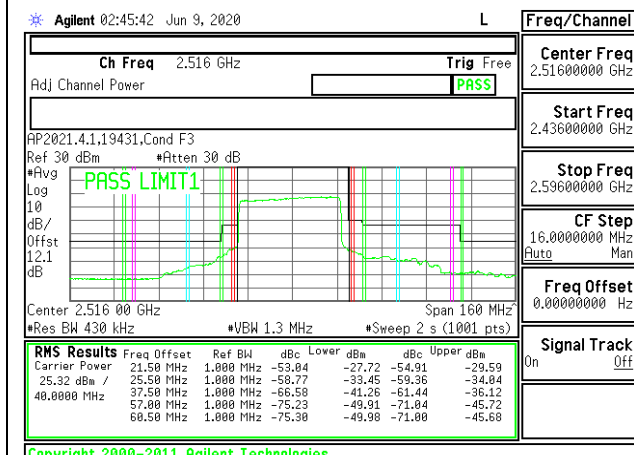 Agilent 02:45:42 Jun 9, 2020 L
Freq/Channel
Ch Freq 2.516 GHz Trig Free
Adj Channel Power PASS
AP2021.4.1,19431,Cond F3
Ref 30 dBm #Atten 30 dB
#Avg
Log
10
dB/
Offst
12.1
dB
PASS LIMIT1
Center 2.516 00 GHz Span 160 MHz^
#Res BW 430 kHz #VBW 1.3 MHz #Sweep 2 s (1001 pts)
RMS Results Freq Offset Ref BW dBc Lower dBm dBc Upper dBm
Carrier Power 21.50 MHz 1.000 MHz -53.04 -27.72 -54.91 -29.59
25.32 dBm / 25.50 MHz 1.000 MHz -58.77 -33.45 -59.36 -34.04
40.0000 MHz 37.50 MHz 1.000 MHz -66.58 -41.26 -61.44 -36.12
57.00 MHz 1.000 MHz -75.23 -49.91 -71.04 -45.72
60.50 MHz 1.000 MHz -75.30 -49.98 -71.00 -45.68
Copyright 2000-2011 Agilent Technologies
Center Freq
2.51600000 GHz
Start Freq
2.43600000 GHz
Stop Freq
2.59600000 GHz
CF Step
16.0000000 MHz
Auto Man
Freq Offset
0.00000000 Hz
Signal Track
On Off